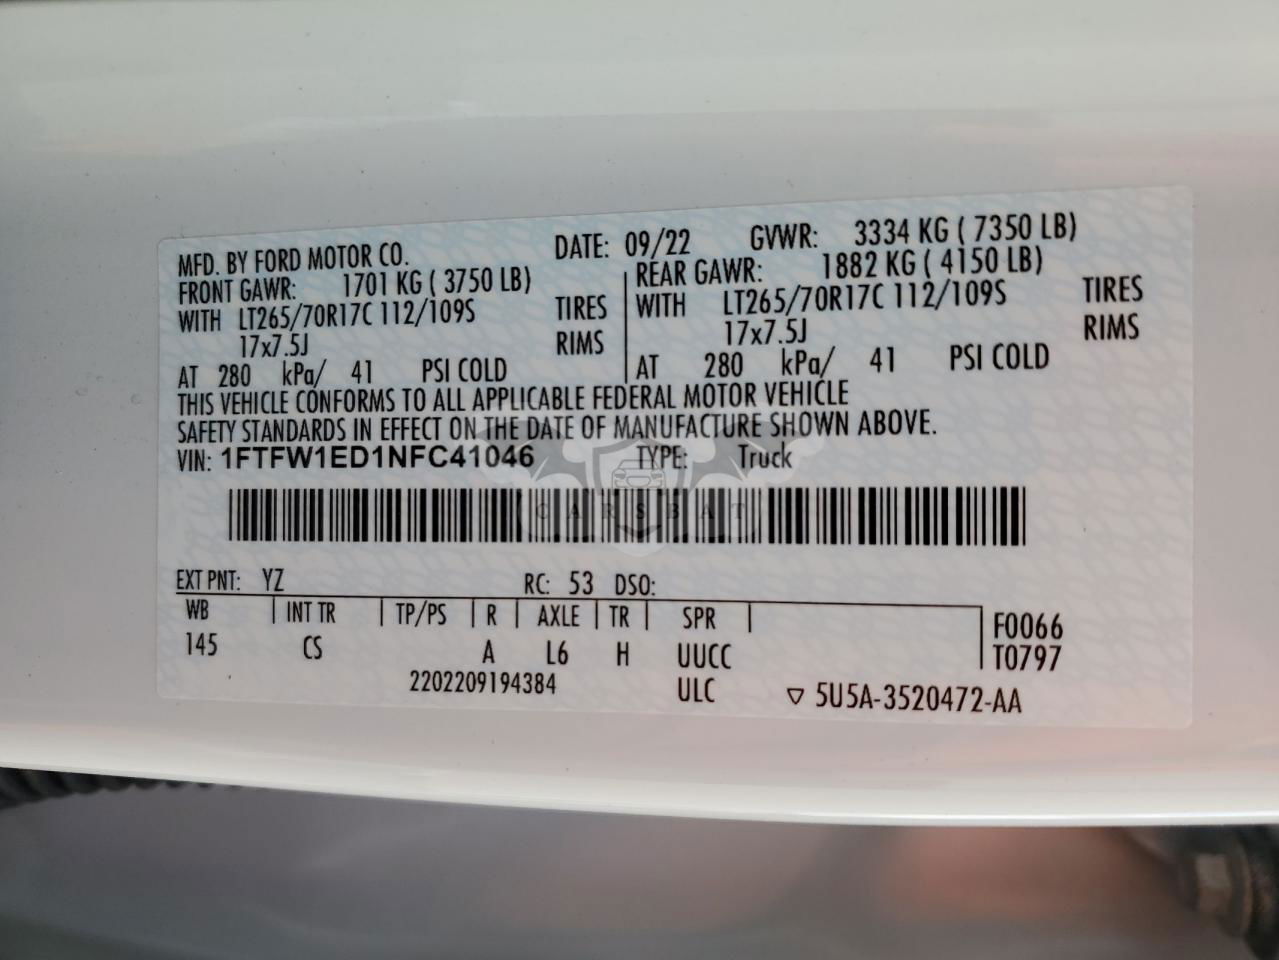 MFD. BY FORD MOTOR CO. DATE: 09/22 GVWR: 3334 KG ( 7350 LB)
FRONT GAWR: 1701 KG ( 3750 LB) REAR GAWR: 1882 KG ( 4150 LB)
WITH LT265/70R17C 112/109S TIRES WITH LT265/70R17C 112/109S TIRES
17x7.5J RIMS 17x7.5J RIMS
AT 280 kPa/ 41 PSI COLD AT 280 kPa/ 41 PSI COLD
THIS VEHICLE CONFORMS TO ALL APPLICABLE FEDERAL MOTOR VEHICLE
SAFETY STANDARDS IN EFFECT ON THE DATE OF MANUFACTURE SHOWN ABOVE.
VIN: 1FTFW1ED1NFC41046 TYPE: Truck
CARSBAT
EXT PNT: YZ RC: 53 DSO:
WB INT TR TP/PS R AXLE TR SPR F0066
145 CS A L6 H UUCC T0797
2202209194384 ULC ▽ 5U5A-3520472-AA